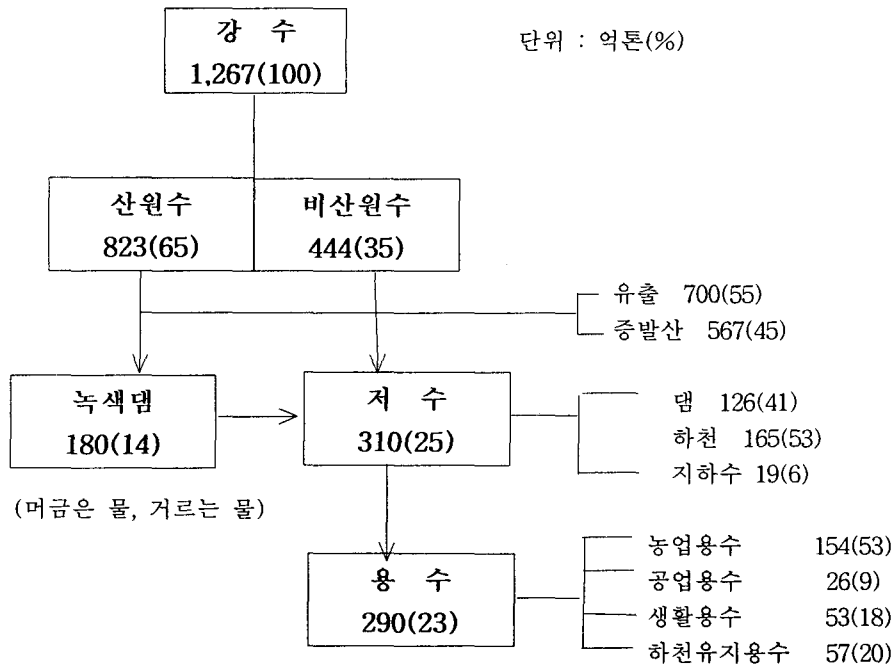 강 수
1,267(100)
단위 : 억톤(%)
산원수
823(65)
비산원수
444(35)
유출 700(55)
증발산 567(45)
녹색댐
180(14)
저 수
310(25)
댐 126(41)
하천 165(53)
지하수 19(6)
(머금은 물, 거르는 물)
용 수
290(23)
농업용수 154(53)
공업용수 26(9)
생활용수 53(18)
하천유지용수 57(20)